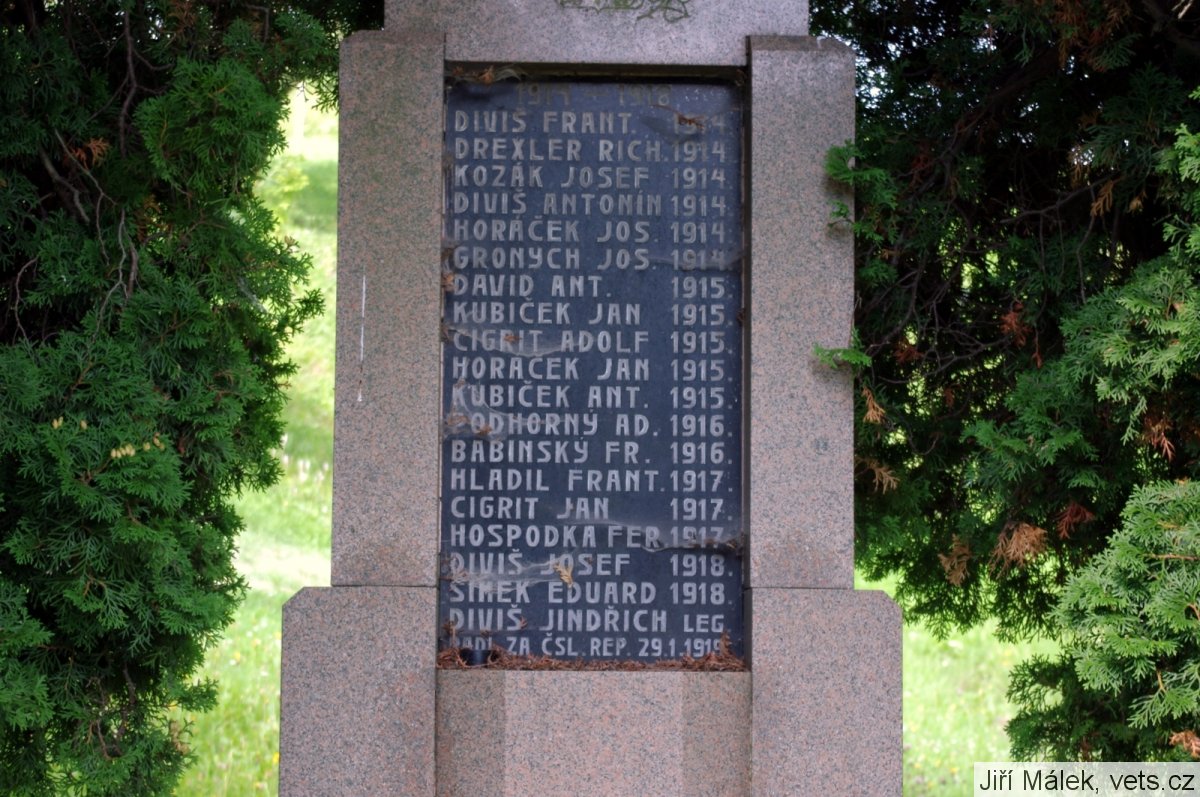 1914 - 1918
DIVIŠ FRANT. 1914
DREXLER RICH. 1914
KOZÁK JOSEF 1914
DIVIŠ ANTONÍN 1914
HORÁČEK JOS. 1914
GRONYCH JOS. 1914
DAVID ANT. 1915.
KUBIČEK JAN 1915.
CIGRIT ADOLF 1915.
HORÁČEK JAN 1915.
KUBIČEK ANT. 1915.
PODHORNÝ AD. 1916.
BABINSKÝ FR. 1916.
HLADIL FRANT. 1917.
CIGRIT JAN 1917.
HOSPODKA FER. 1917.
DIVIŠ JOSEF 1918
ŠIMEK EDUARD 1918
DIVIŠ JINDŘICH LEG
PADL ZA ČSL. REP. 29.1.1919
Jiří Málek, vets.cz